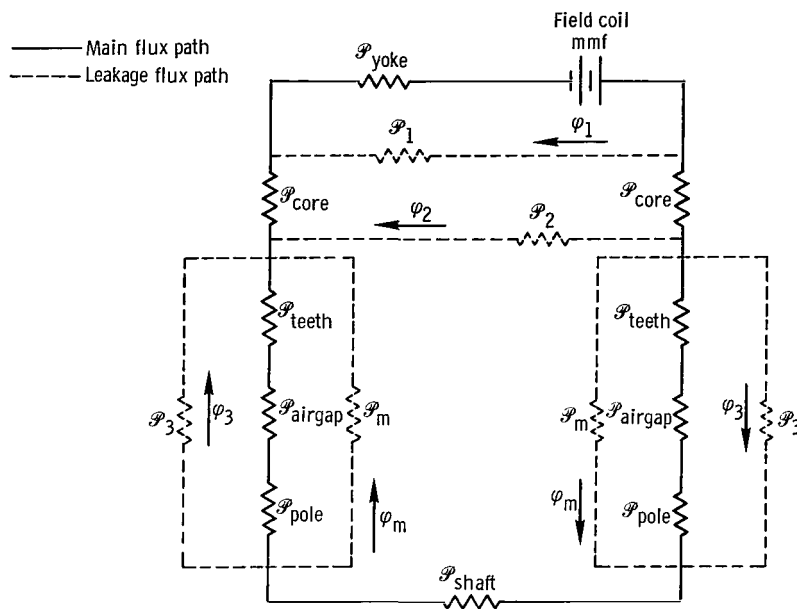 Field coil
mmf
Main flux path
Leakage flux path
𝒫yoke
φ1
𝒫1
𝒫core
𝒫core
φ2
𝒫2
𝒫teeth
𝒫teeth
𝒫3
φ3
𝒫airgap
𝒫m
𝒫m
𝒫airgap
φ3
𝒫3
𝒫pole
φm
φm
𝒫pole
𝒫shaft